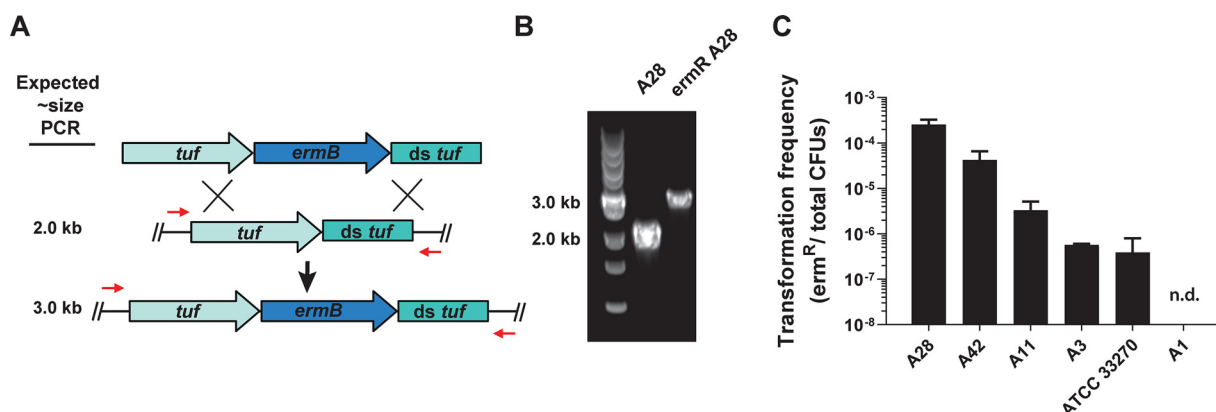 A
Expected
~size
PCR
tuf
ermB
ds tuf
2.0 kb
tuf
ds tuf
3.0 kb
tuf
ermB
ds tuf
B
A28
ermR A28
3.0 kb
2.0 kb
C
Transformation frequency
(erm^R/ total CFUs)
10^-3
10^-4
10^-5
10^-6
10^-7
10^-8
n.d.
A28
A42
A11
A3
ATCC 33270
A1